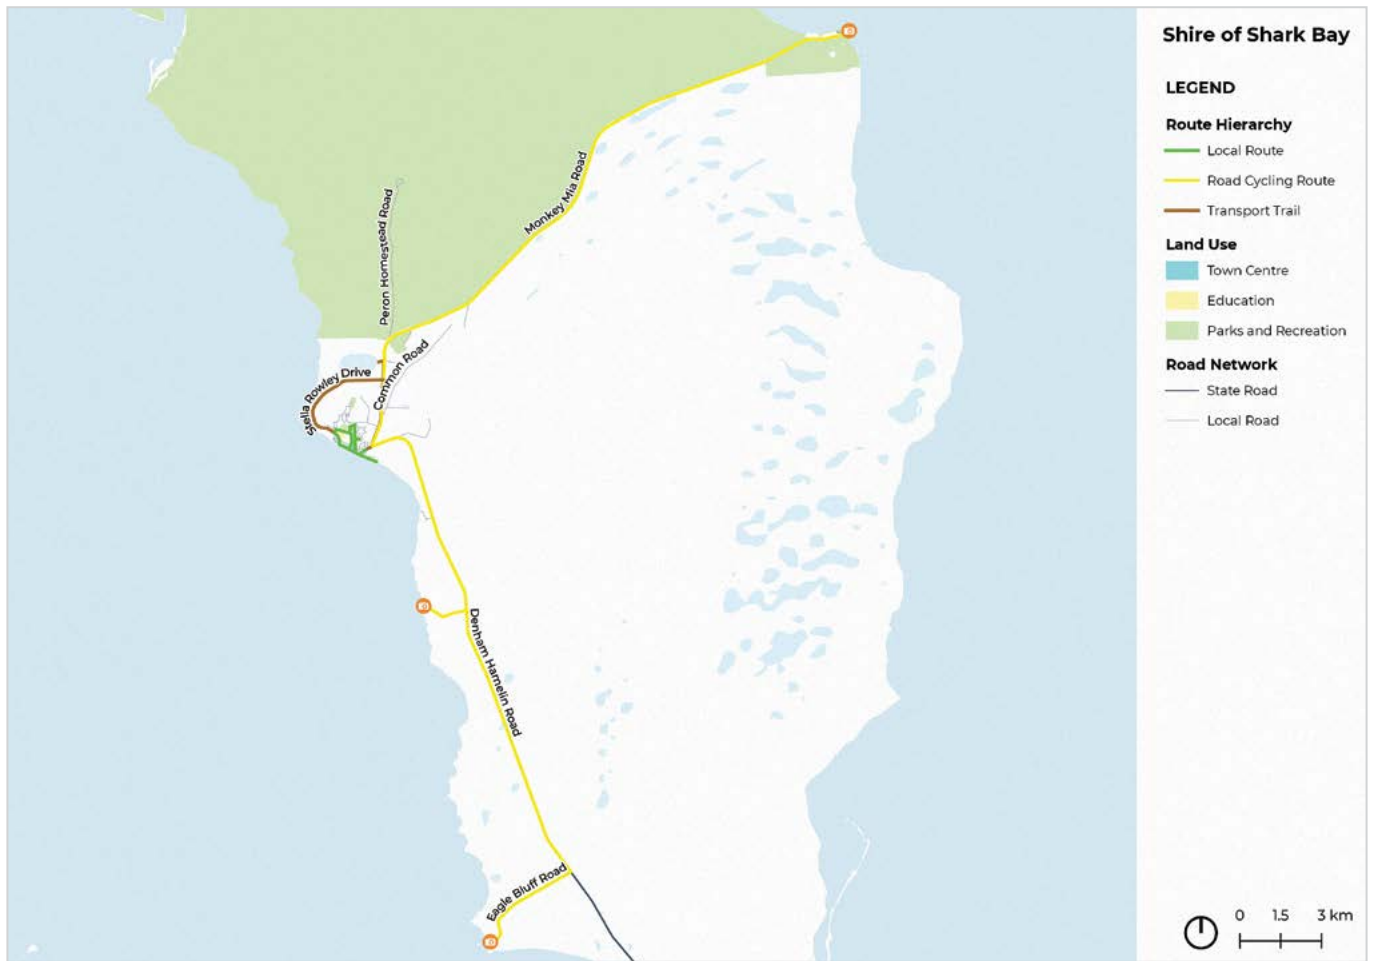 Shire of Shark Bay
LEGEND
Route Hierarchy
Local Route
Road Cycling Route
Transport Trail
Land Use
Town Centre
Education
Parks and Recreation
Road Network
State Road
Local Road
0 1.5 3 km
Monkey Mia Road
Peron Homestead Road
Common Road
Stella Rowley Drive
Denham Hamelin Road
Eagle Bluff Road